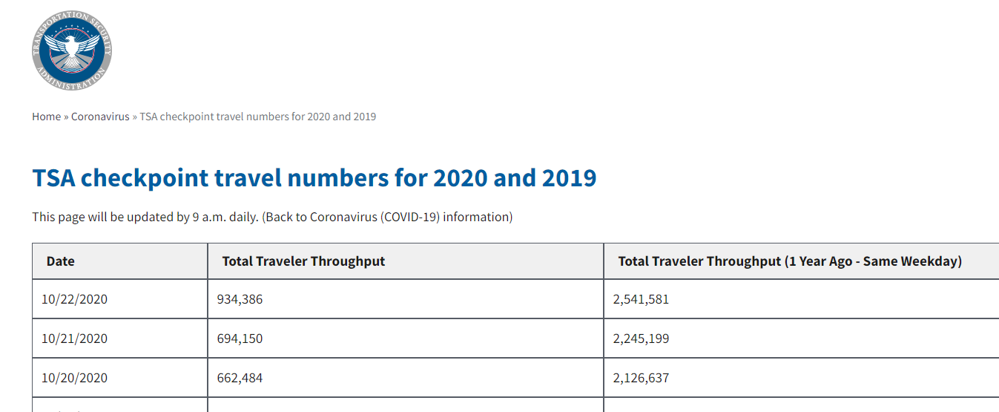 TRANSPORTATION SECURITY
ADMINISTRATION
Home » Coronavirus » TSA checkpoint travel numbers for 2020 and 2019
TSA checkpoint travel numbers for 2020 and 2019
This page will be updated by 9 a.m. daily. (Back to Coronavirus (COVID-19) information)
Date Total Traveler Throughput Total Traveler Throughput (1 Year Ago - Same Weekday)
10/22/2020 934,386 2,541,581
10/21/2020 694,150 2,245,199
10/20/2020 662,484 2,126,637